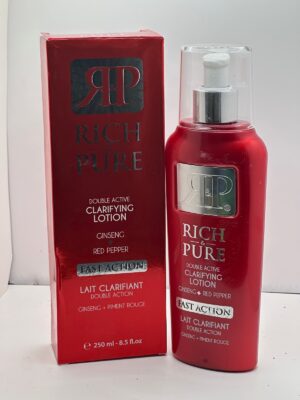 RP
RICH
PURE
DOUBLE ACTIVE
CLARIFYING
LOTION
GINSENG
RED PEPPER
FAST ACTION
LAIT CLARIFIANT
DOUBLE ACTION
GINSENG + PIMENT ROUGE
e 250 ml - 8.5 fl.oz
RP
RICH
&
PURE
DOUBLE ACTIVE
CLARIFYING
LOTION
GINSENG + RED PEPPER
FAST ACTION
LAIT CLARIFIANT
DOUBLE ACTION
GINSENG + PIMENT ROUGE